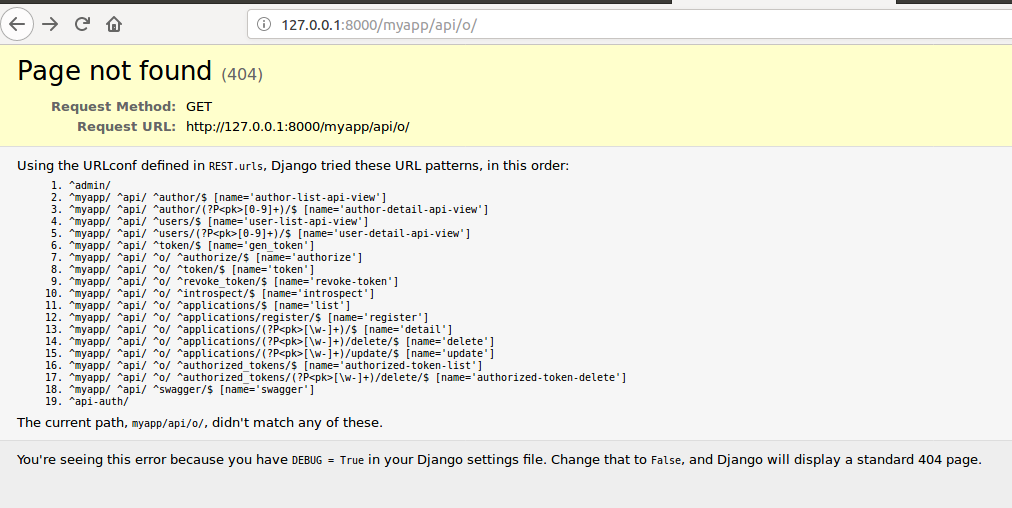 127.0.0.1:8000/myapp/api/o/
Page not found (404)
Request Method: GET
Request URL: http://127.0.0.1:8000/myapp/api/o/
Using the URLconf defined in REST.urls, Django tried these URL patterns, in this order:
1. ^admin/
2. ^myapp/ ^api/ ^author/$ [name='author-list-api-view']
3. ^myapp/ ^api/ ^author/(?P<pk>[0-9]+)/$ [name='author-detail-api-view']
4. ^myapp/ ^api/ ^users/$ [name='user-list-api-view']
5. ^myapp/ ^api/ ^users/(?P<pk>[0-9]+)/$ [name='user-detail-api-view']
6. ^myapp/ ^api/ ^token/$ [name='gen_token']
7. ^myapp/ ^api/ ^o/ ^authorize/$ [name='authorize']
8. ^myapp/ ^api/ ^o/ ^token/$ [name='token']
9. ^myapp/ ^api/ ^o/ ^revoke_token/$ [name='revoke-token']
10. ^myapp/ ^api/ ^o/ ^introspect/$ [name='introspect']
11. ^myapp/ ^api/ ^o/ ^applications/$ [name='list']
12. ^myapp/ ^api/ ^o/ ^applications/register/$ [name='register']
13. ^myapp/ ^api/ ^o/ ^applications/(?P<pk>[\w-]+)/$ [name='detail']
14. ^myapp/ ^api/ ^o/ ^applications/(?P<pk>[\w-]+)/delete/$ [name='delete']
15. ^myapp/ ^api/ ^o/ ^applications/(?P<pk>[\w-]+)/update/$ [name='update']
16. ^myapp/ ^api/ ^o/ ^authorized_tokens/$ [name='authorized-token-list']
17. ^myapp/ ^api/ ^o/ ^authorized_tokens/(?P<pk>[\w-]+)/delete/$ [name='authorized-token-delete']
18. ^myapp/ ^api/ ^swagger/$ [name='swagger']
19. ^api-auth/
The current path, myapp/api/o/, didn't match any of these.
You're seeing this error because you have DEBUG = True in your Django settings file. Change that to False, and Django will display a standard 404 page.